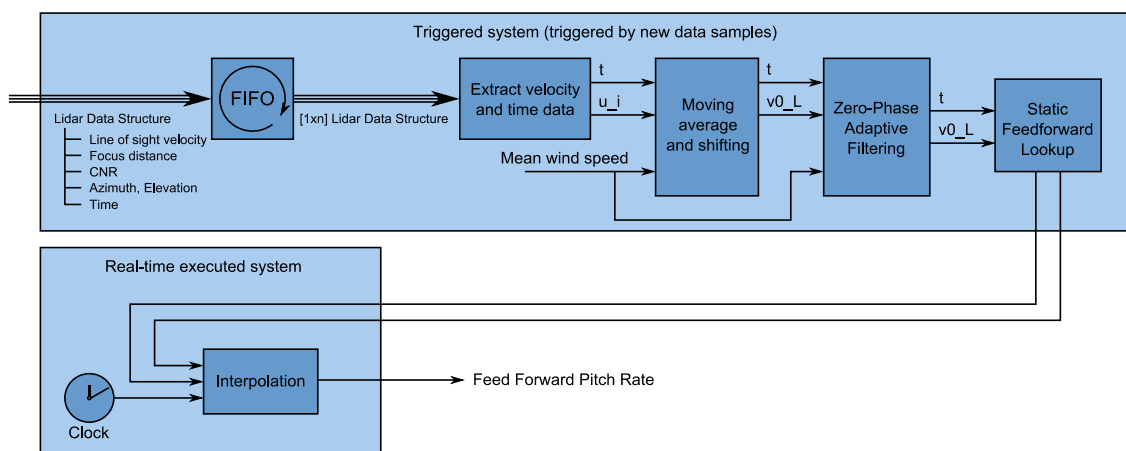 Triggered system (triggered by new data samples)
FIFO
Lidar Data Structure
Line of sight velocity
Focus distance
CNR
Azimuth, Elevation
Time
[1xn] Lidar Data Structure
Extract velocity
and time data
t
u_i
Mean wind speed
Moving
average
and shifting
t
v0_L
Zero-Phase
Adaptive
Filtering
t
v0_L
Static
Feedforward
Lookup
Real-time executed system
Interpolation
Clock
Feed Forward Pitch Rate